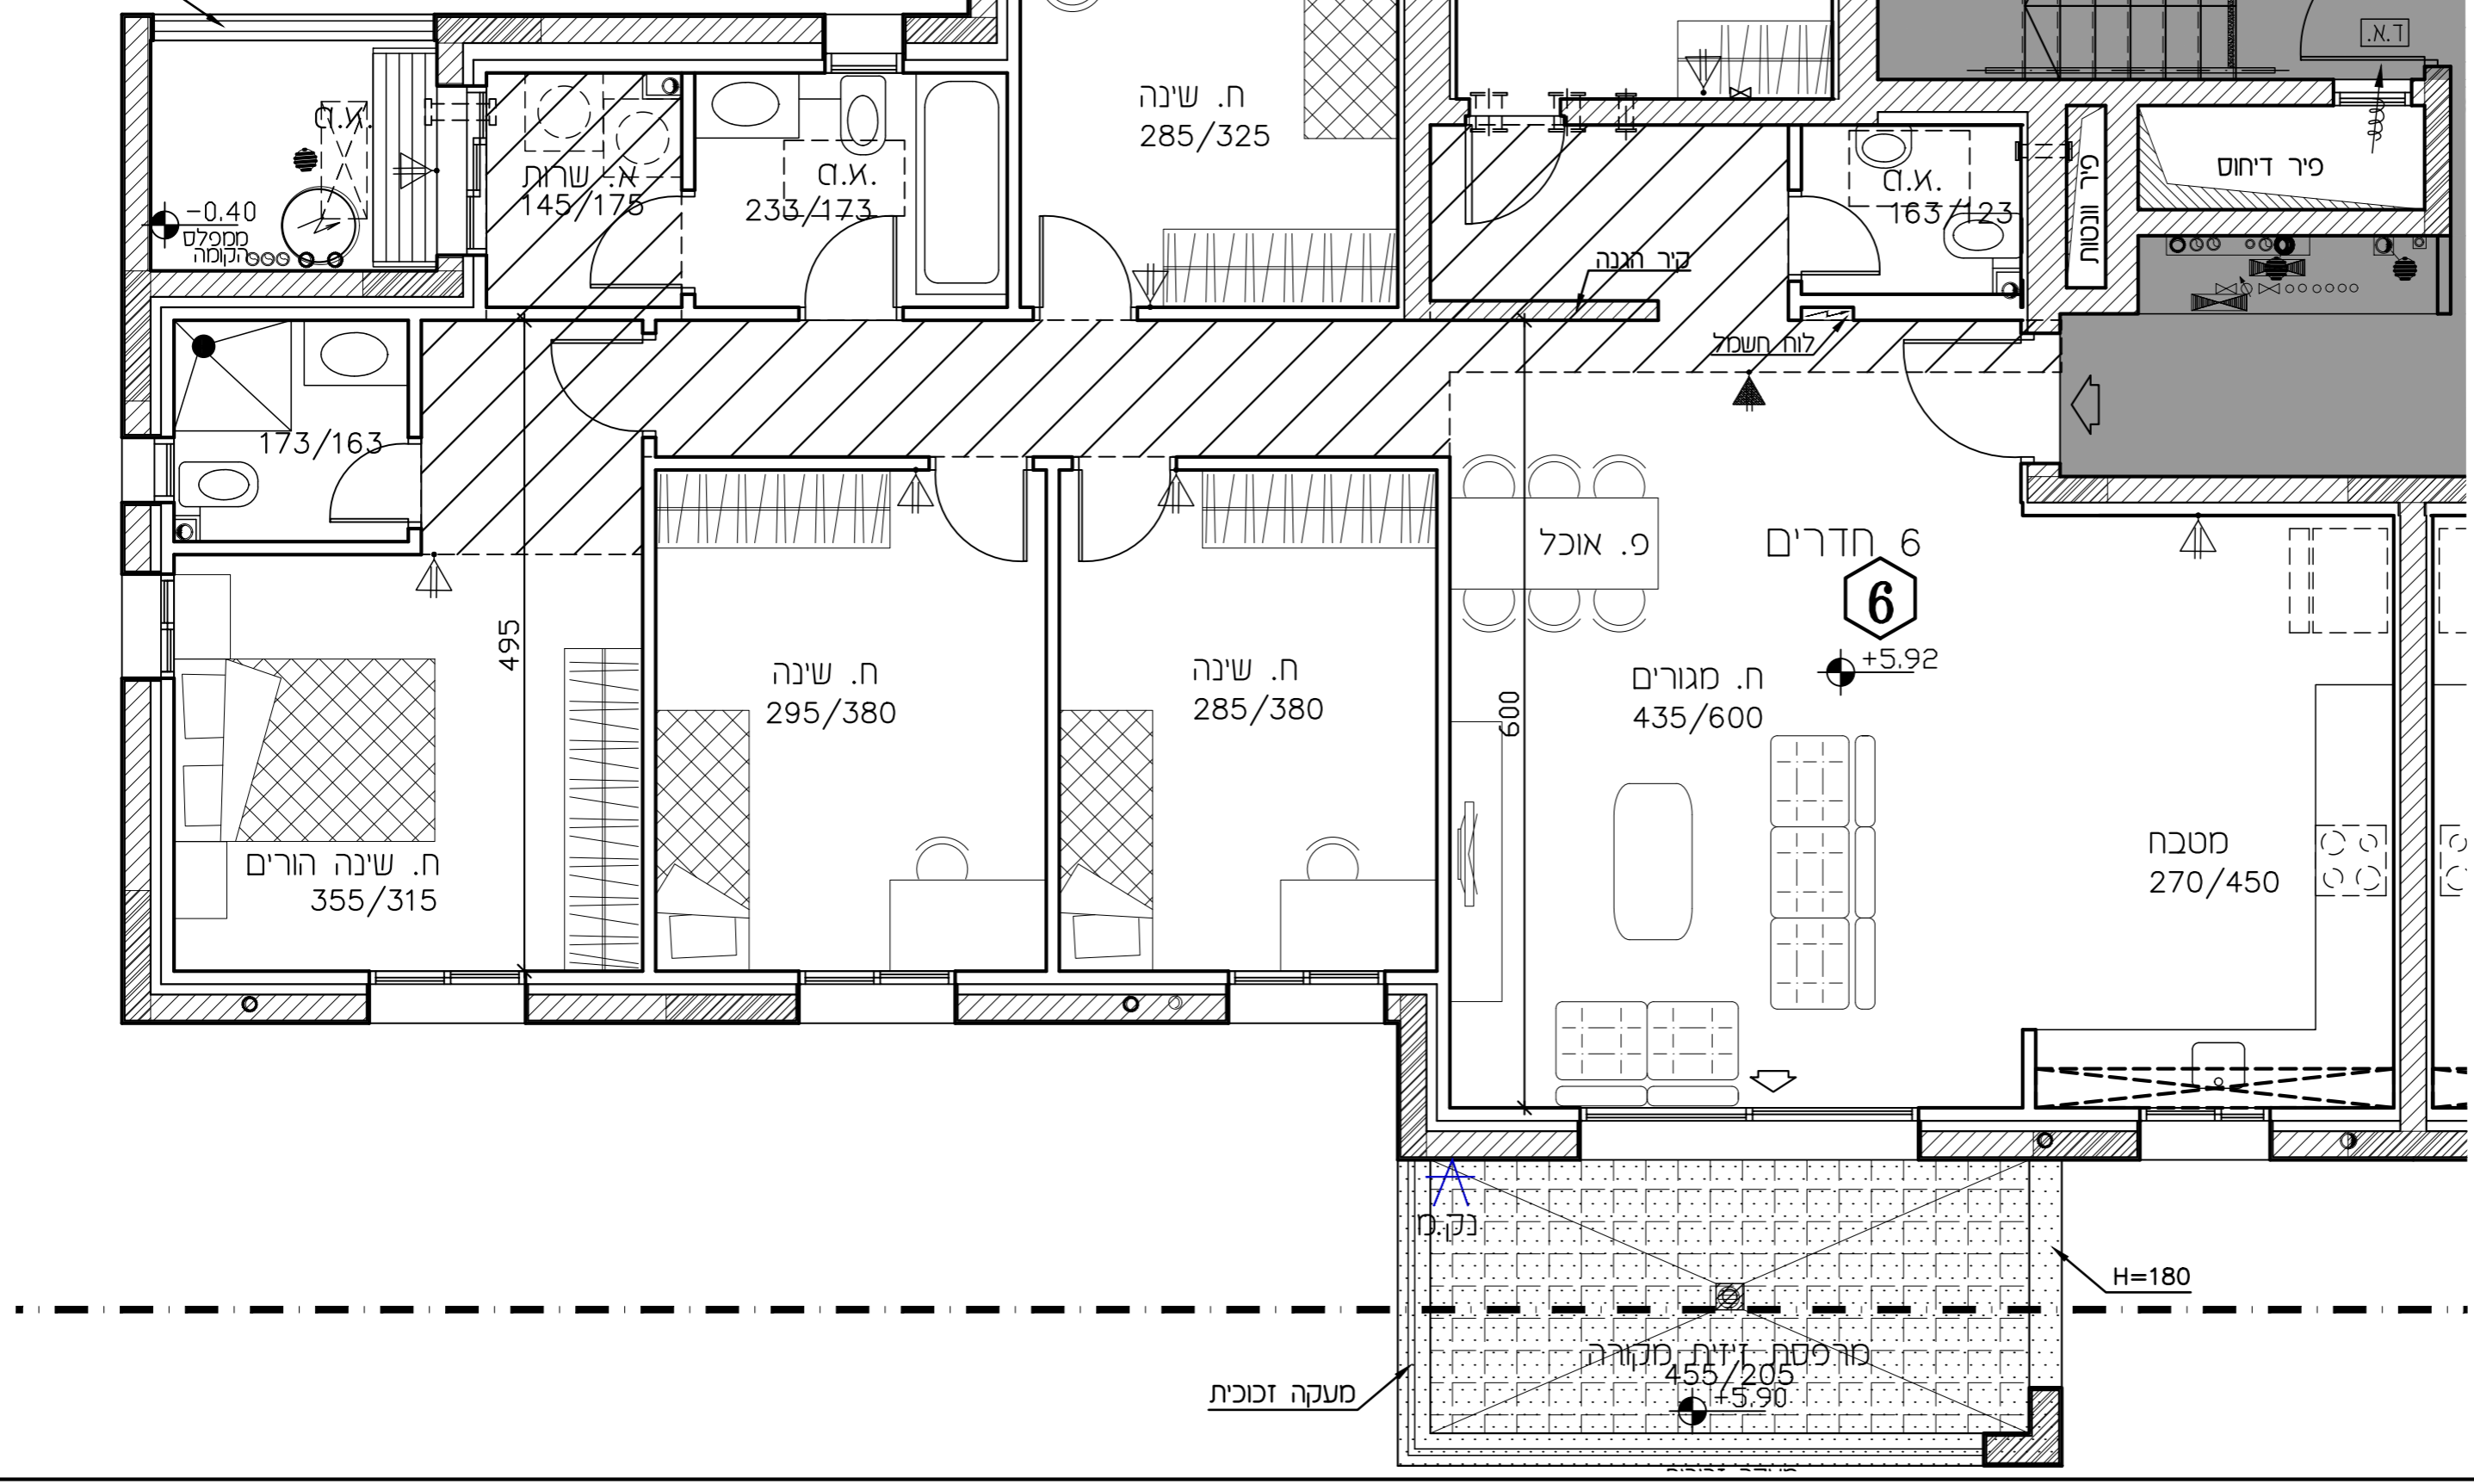 ד.א.
ח. שינה
285/325
א. שרות
145/175
א.ם.
233/173
א.ם.
א.ם.
163/123
פיר וונטות
פיר דיחוס
-0.40
ממפלס
הקומה
קיר הגנה
לוח חשמל
173/163
פ. אוכל
6 חדרים
6
+5.92
ח. מגורים
435/600
495
600
ח. שינה
295/380
ח. שינה
285/380
ח. שינה הורים
355/315
מטבח
270/450
נק.מ
H=180
מרפסת זיזית מקורה
455/205
+5.90
מעקה זכוכית